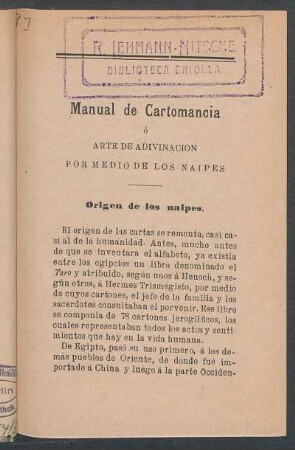 R. LEHMANN-NITSCHE
BIBLIOTECA CRIOLLA
Manual de Cartomancia
ó
ARTE DE ADIVINACION
POR MEDIO DE LOS NAIPES
Origen de los naipes.
El origen de las cartas se remonta, casi ca-
si al de la humanidad. Antes, mucho antes
de que se inventara el alfabeto, ya existia
entre los egipcios un libro denominado el
Taro y atribuido, según unos á Henoch, y se-
gún otros, á Hermes Trismegisto, por medio
de cuyos cartones, el jefe de la familia y los
sacerdotes consultaban el porvenir. Ese libro
se componia de 78 cartones jeroglíficos, los
cuales representaban todos los actos y senti-
mientos que hay en la vida humana.
De Egipto, pasó su uso primero, á los de-
más pueblos de Oriente, de donde fué im-
portado á China y luego á la parte Occiden-